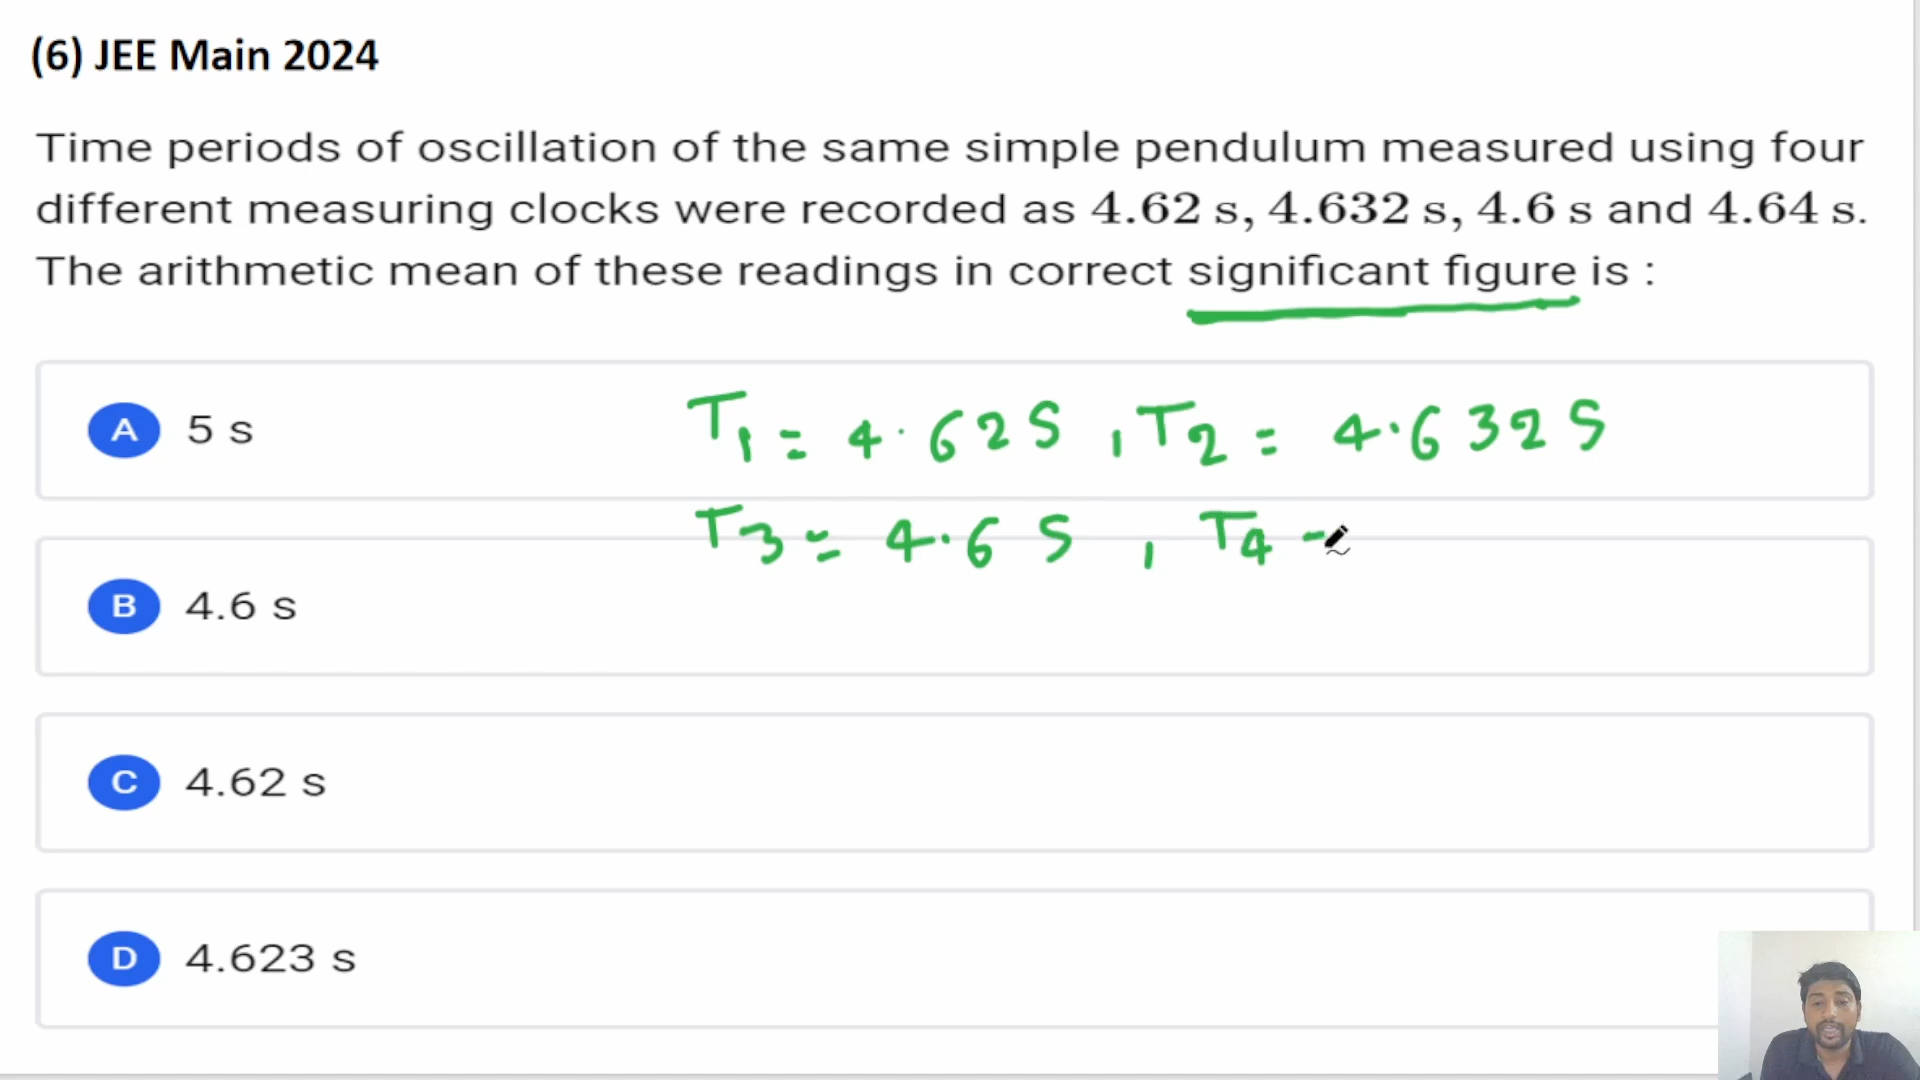 (6) JEE Main 2024
Time periods of oscillation of the same simple pendulum measured using four
different measuring clocks were recorded as 4.62 s, 4.632 s, 4.6 s and 4.64 s.
The arithmetic mean of these readings in correct significant figure is :
A 5 s
T1 = 4.62 S , T2 = 4.632 S
T3 = 4.6 S , T4 -
B 4.6 s
C 4.62 s
D 4.623 s